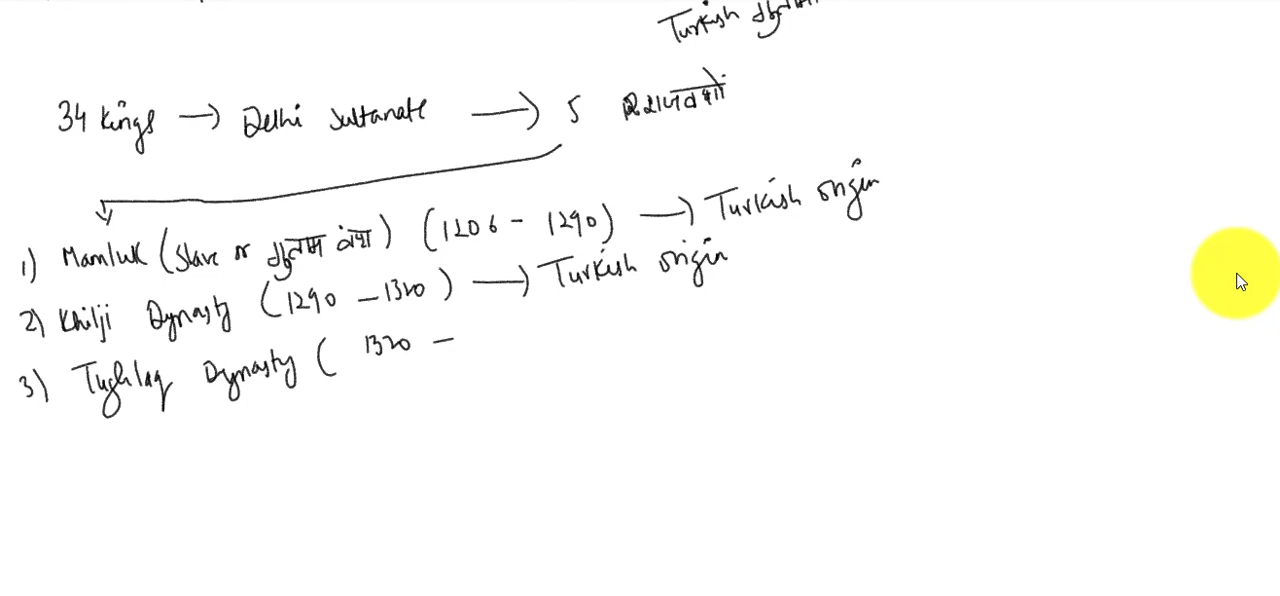 Turkish
34 kings → Delhi Sultanate → 5 राजवंशों
1) Mamluk (Slave or गुलाम वंश) (1206 - 1290) → Turkish origin
2) Khilji Dynasty (1290 - 1320) → Turkish origin
3) Tughlaq Dynasty ( 1320 -